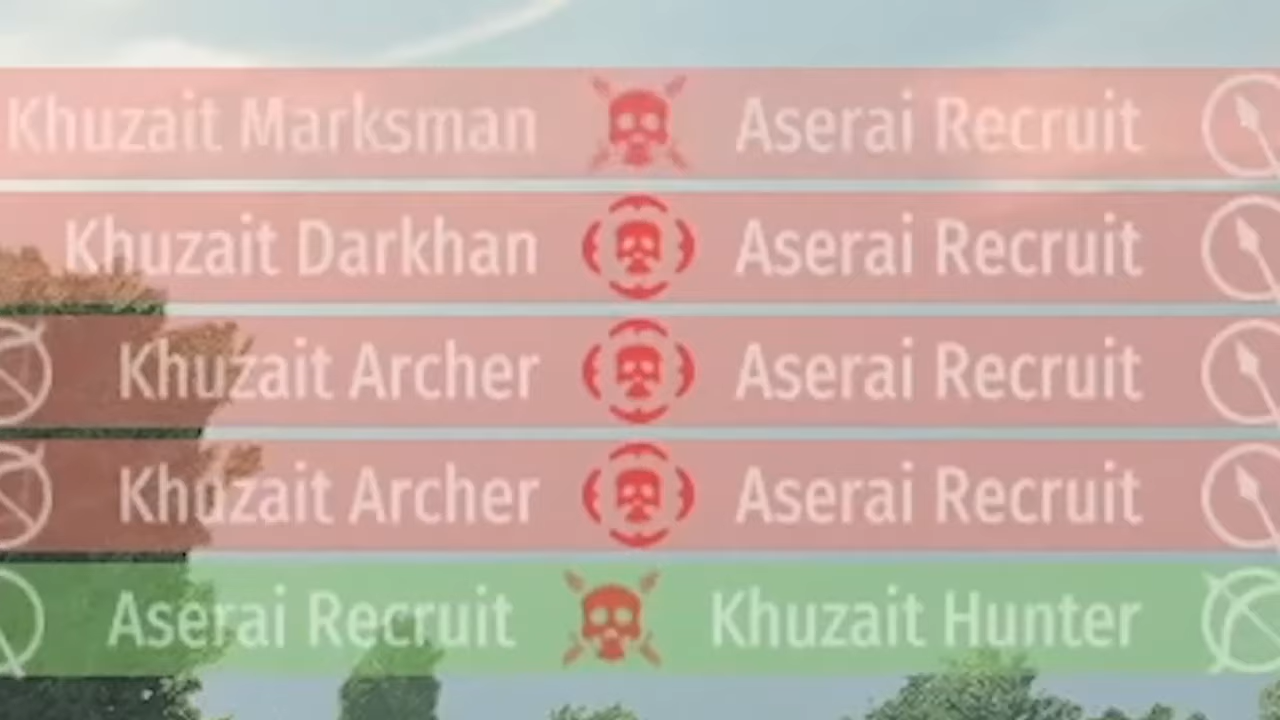 Khuzait Marksman Aserai Recruit
Khuzait Darkhan Aserai Recruit
Khuzait Archer Aserai Recruit
Khuzait Archer Aserai Recruit
Aserai Recruit Khuzait Hunter